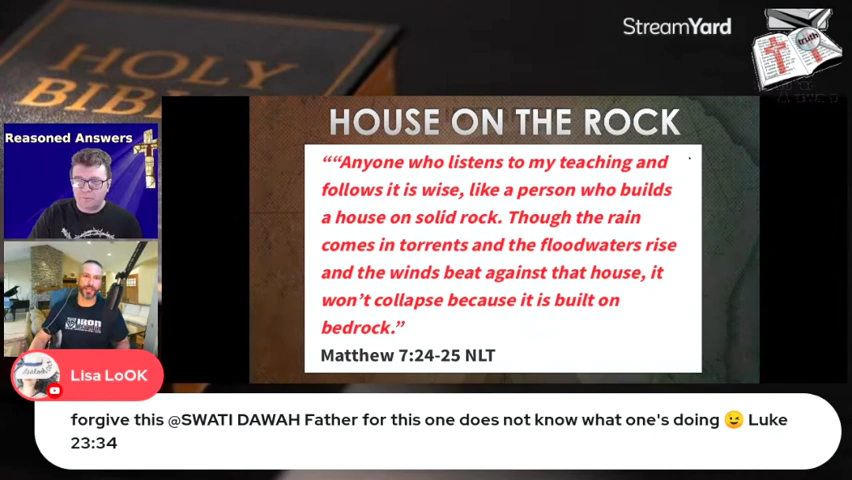 StreamYard
truth
HOLY
BIB
Reasoned Answers
HOUSE ON THE ROCK
““Anyone who listens to my teaching and
follows it is wise, like a person who builds
a house on solid rock. Though the rain
comes in torrents and the floodwaters rise
and the winds beat against that house, it
won’t collapse because it is built on
bedrock.”
Matthew 7:24-25 NLT
IRON
Lisa LoOK
forgive this @SWATI DAWAH Father for this one does not know what one's doing 😉 Luke
23:34